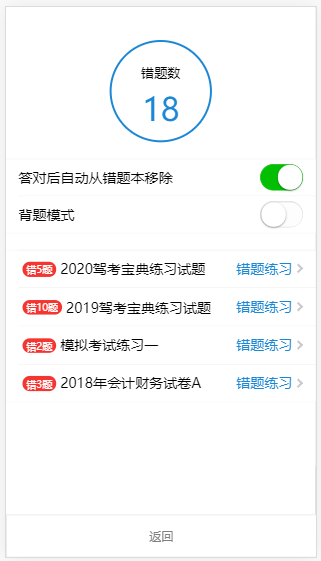 错题数
18
答对后自动从错题本移除
背题模式
错5题 2020驾考宝典练习试题 错题练习
错10题 2019驾考宝典练习试题 错题练习
错2题 模拟考试练习一 错题练习
错3题 2018年会计财务试卷A 错题练习
返回